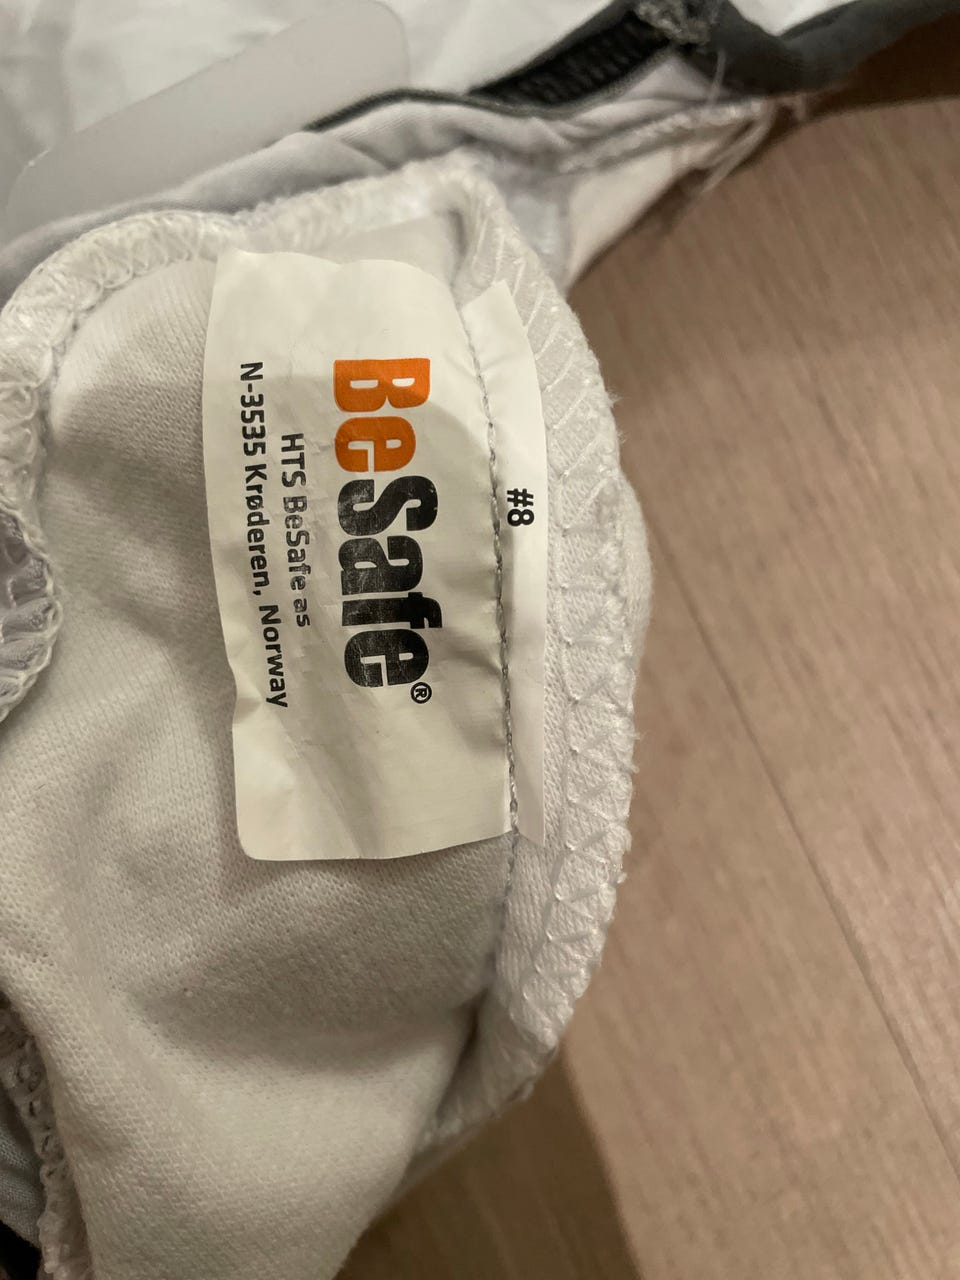 #8
BeSafe®
HTS BeSafe as
N-3535 Krøderen, Norway